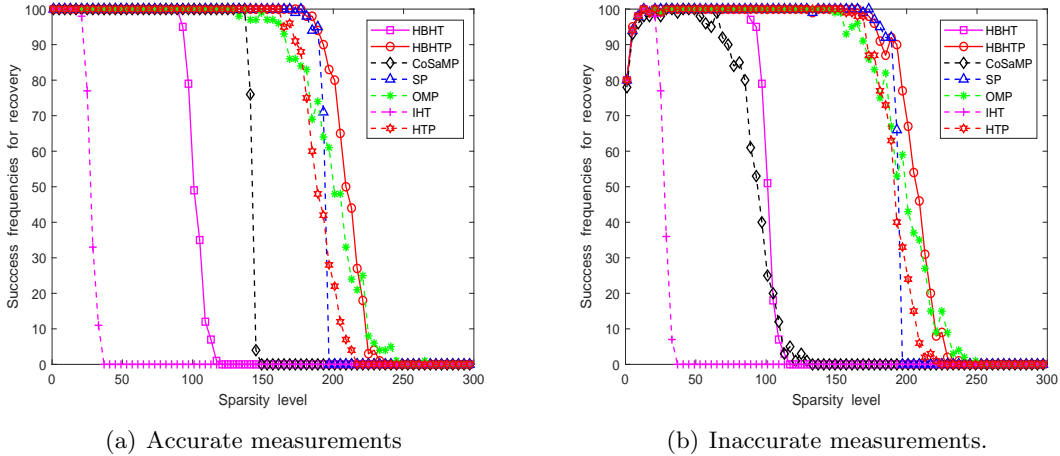 Success frequencies for recovery
100
90
80
70
60
50
40
30
20
10
0
0 50 100 150 200 250 300
Sparsity level
HBHT
HBHTP
CoSaMP
SP
OMP
IHT
HTP
(a) Accurate measurements
Success frequencies for recovery
100
90
80
70
60
50
40
30
20
10
0
0 50 100 150 200 250 300
Sparsity level
HBHT
HBHTP
CoSaMP
SP
OMP
IHT
HTP
(b) Inaccurate measurements.